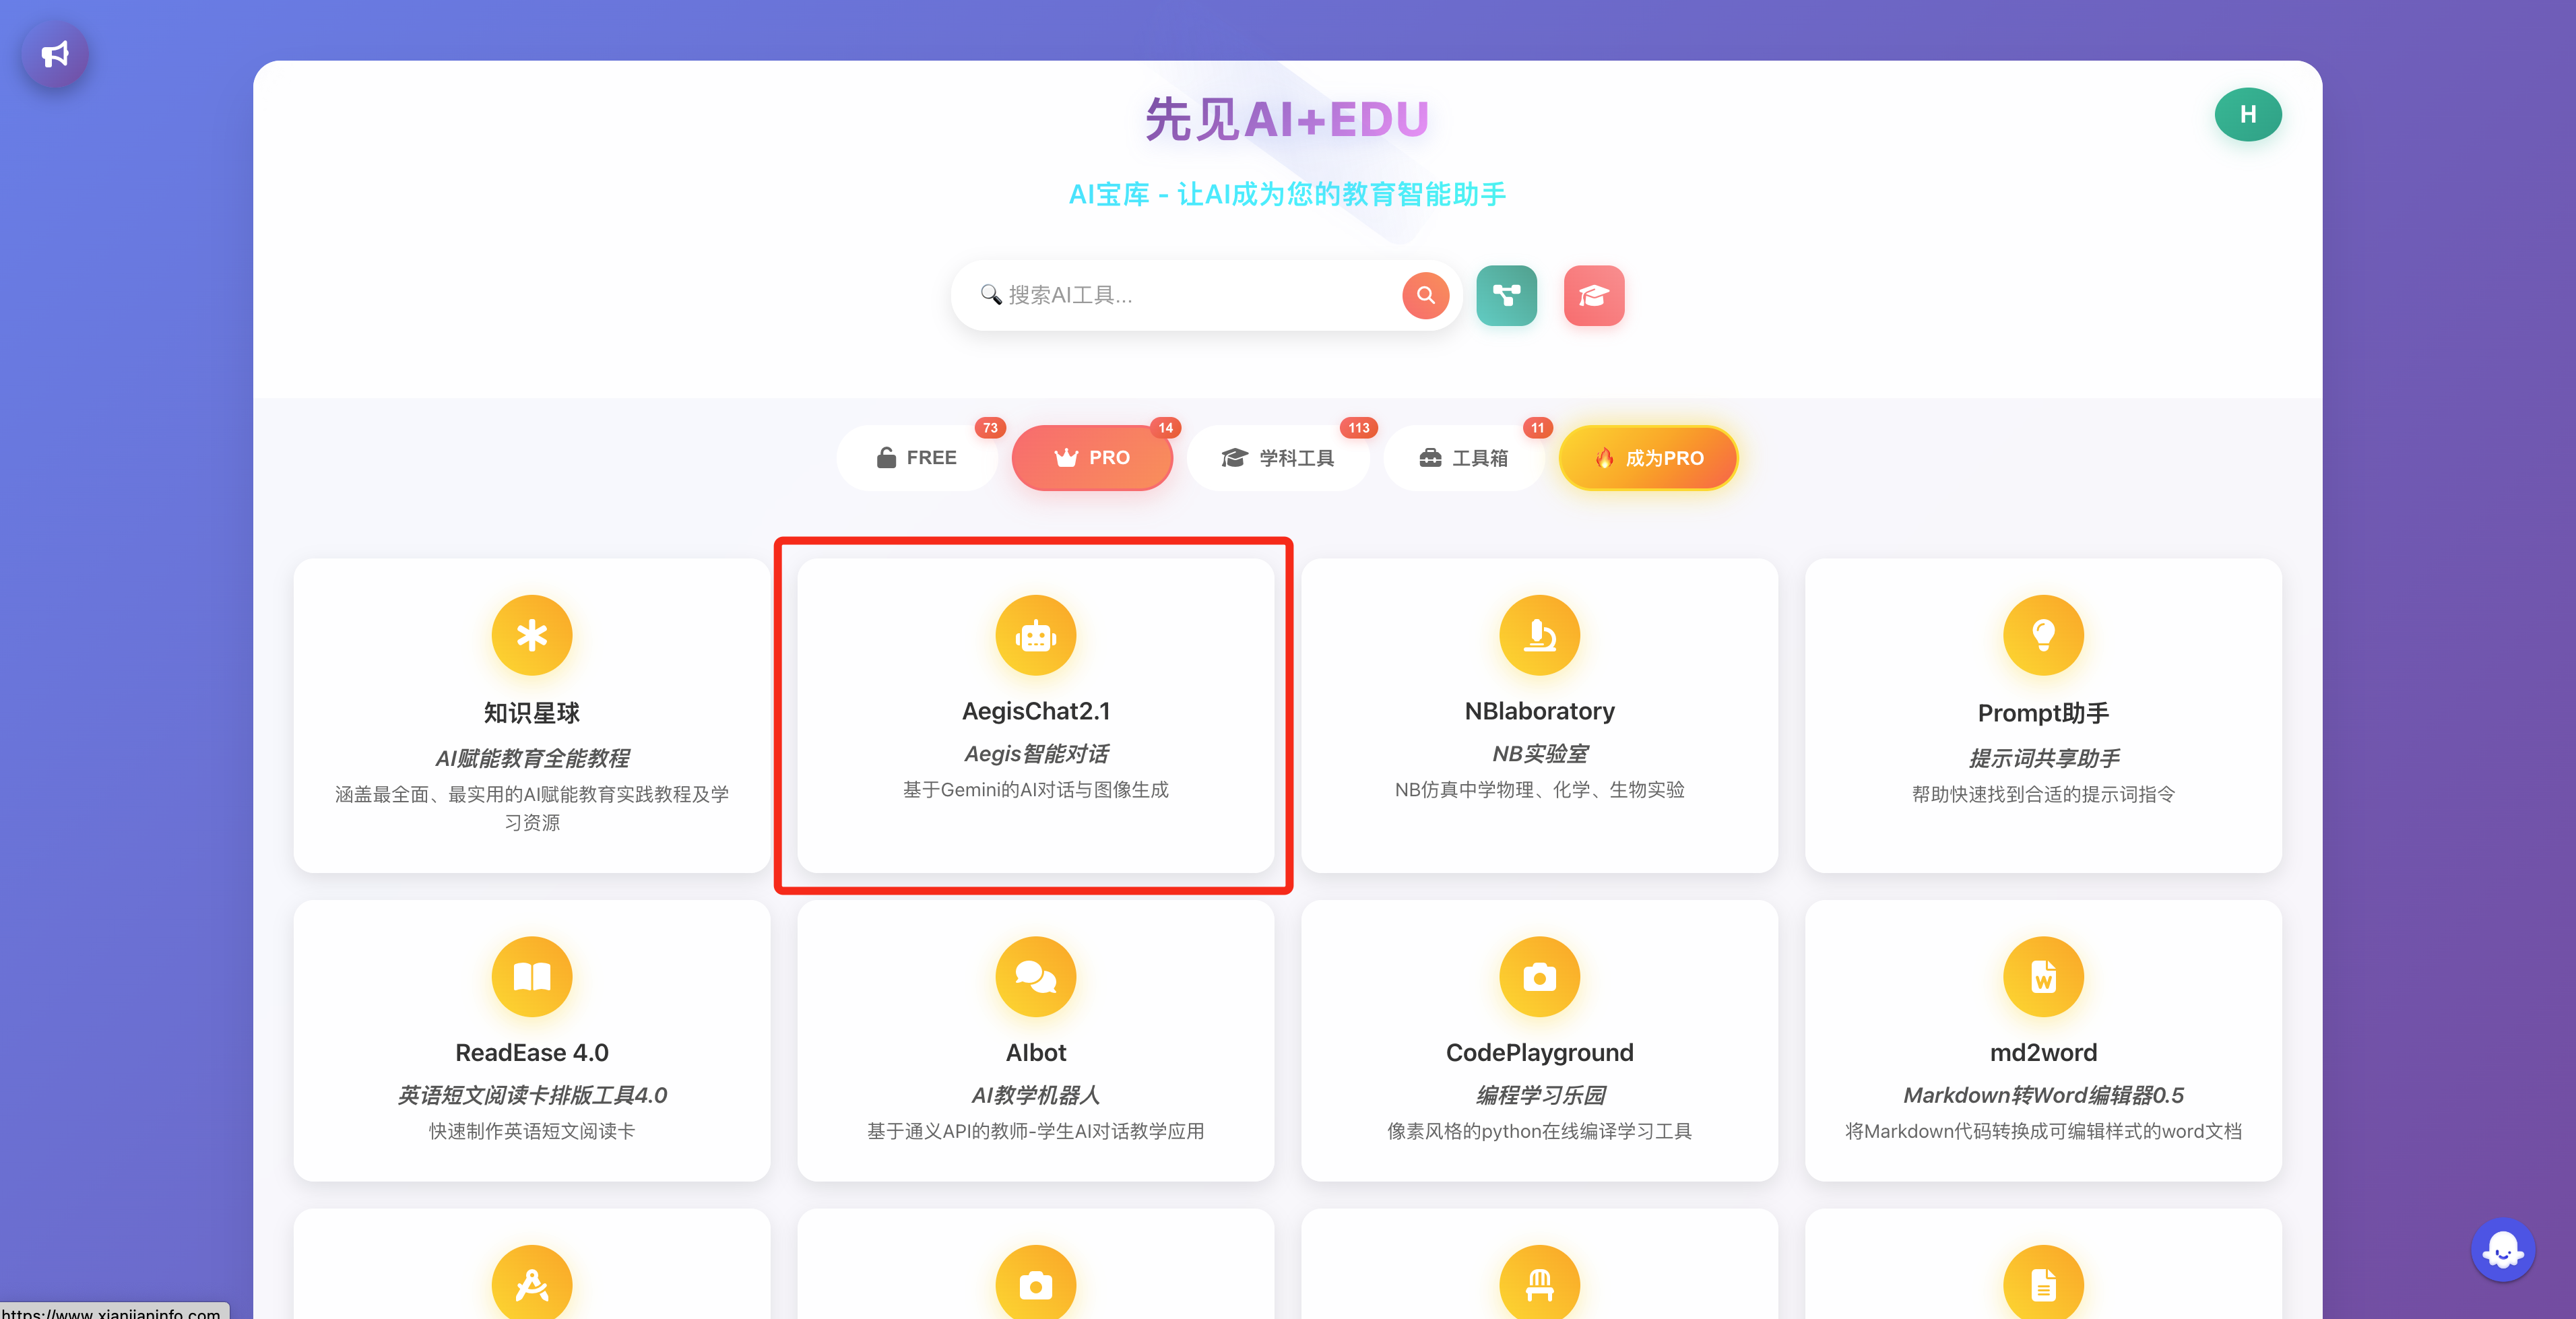 先见AI+EDU
H
AI宝库 - 让AI成为您的教育智能助手
🔍 搜索AI工具...
FREE
73
PRO
14
学科工具
113
工具箱
11
🔥 成为PRO
知识星球
AI赋能教育全能教程
涵盖最全面、最实用的AI赋能教育实践教程及学
习资源
AegisChat2.1
Aegis智能对话
基于Gemini的AI对话与图像生成
NBlaboratory
NB实验室
NB仿真中学物理、化学、生物实验
Prompt助手
提示词共享助手
帮助快速找到合适的提示词指令
ReadEase 4.0
英语短文阅读卡排版工具4.0
快速制作英语短文阅读卡
AIbot
AI教学机器人
基于通义API的教师-学生AI对话教学应用
CodePlayground
编程学习乐园
像素风格的python在线编译学习工具
W
md2word
Markdown转Word编辑器0.5
将Markdown代码转换成可编辑样式的word文档
https://www.xianjianinfo.com